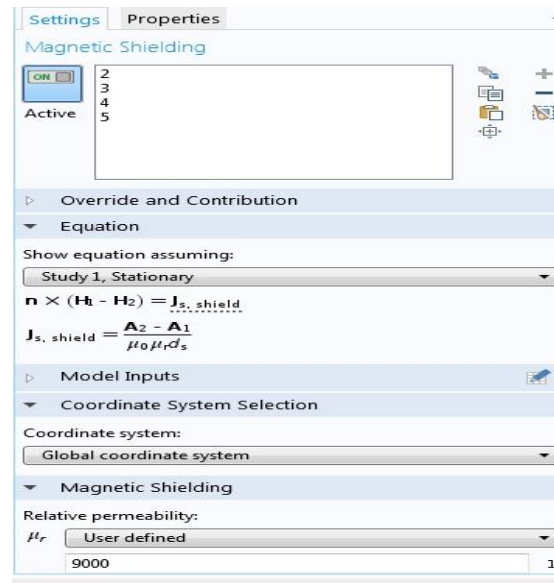 Settings Properties
Magnetic Shielding
ON
2
3
4
5
Active
Override and Contribution
Equation
Show equation assuming:
Study 1, Stationary
n × (H₁ - H₂) = Jₛ, shield
Jₛ, shield = A₂ - A₁ / μ₀μᵣdₛ
Model Inputs
Coordinate System Selection
Coordinate system:
Global coordinate system
Magnetic Shielding
Relative permeability:
μᵣ User defined
9000 1